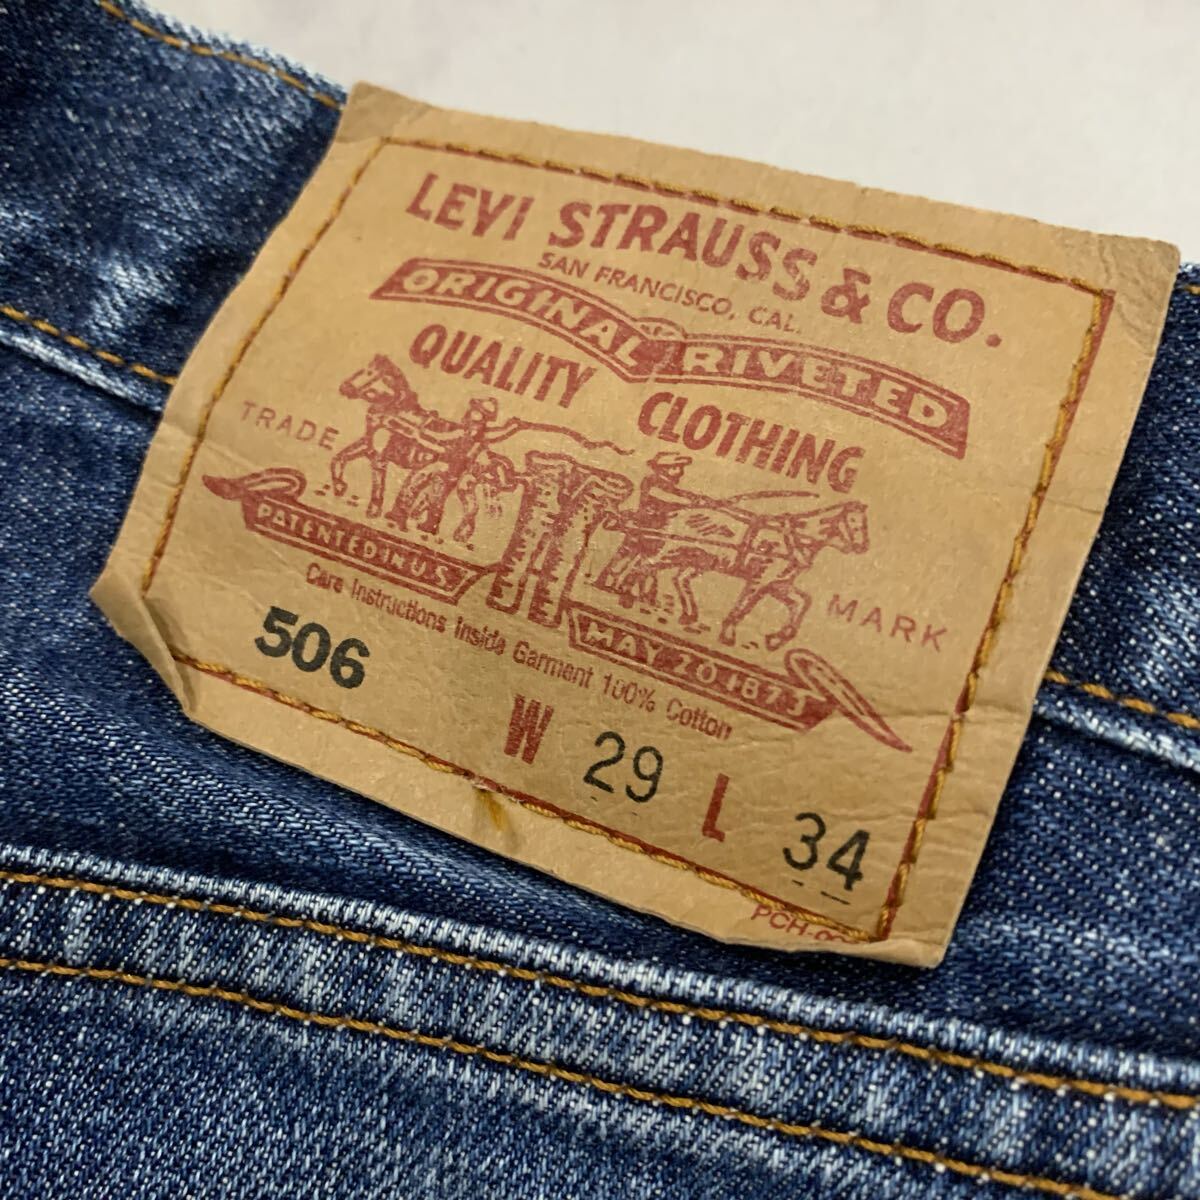 LEVI STRAUSS & CO.
SAN FRANCISCO, CAL.
ORIGINAL RIVETED
QUALITY CLOTHING
TRADE MARK
PATENTED IN U.S.
MAY 20 1873
Care Instructions Inside Garment 100% Cotton
506
W 29 L 34
PCH-